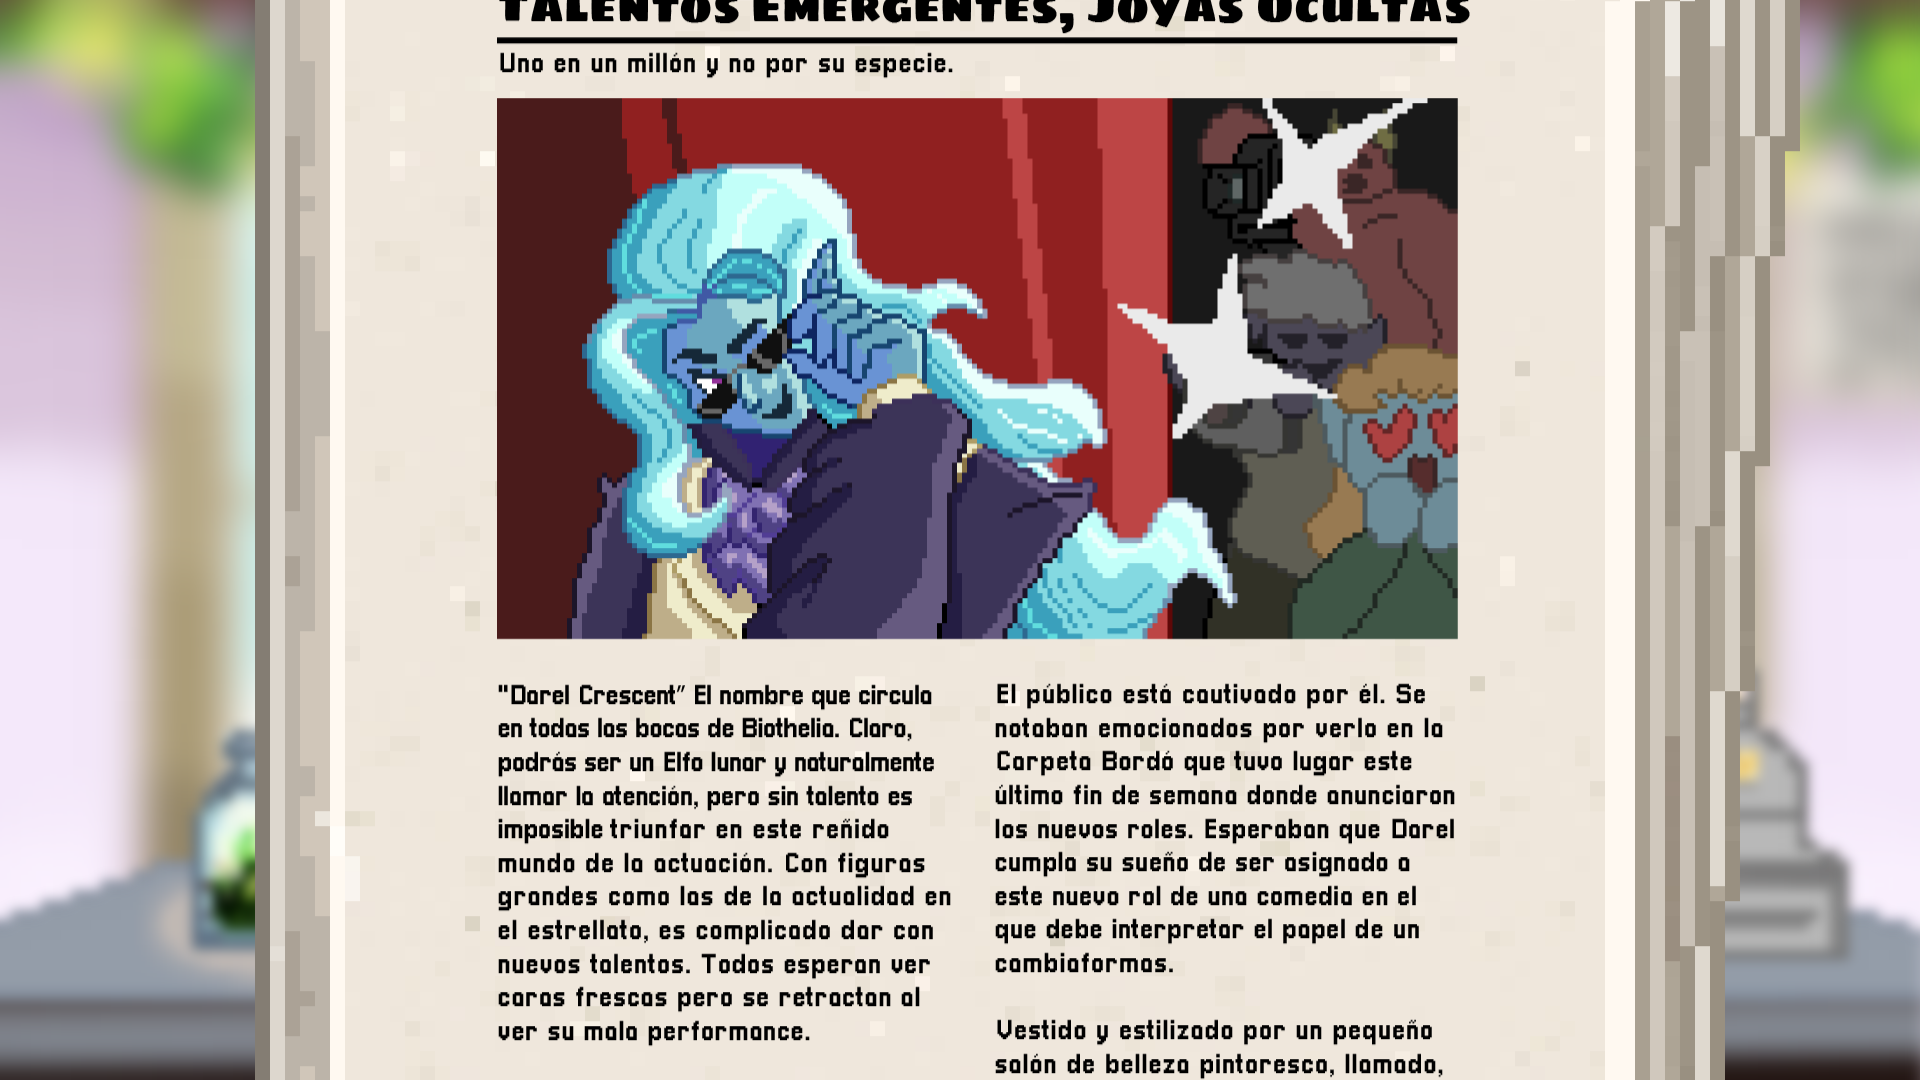 Talentos Emergentes, Joyas Ocultas
Uno en un millón y no por su especie.
"Darel Crescent" El nombre que circula
en todas las bocas de Biothelia. Claro,
podrás ser un Elfo lunar y naturalmente
llamar la atención, pero sin talento es
imposible triunfar en este reñido
mundo de la actuación. Con figuras
grandes como las de la actualidad en
el estrellato, es complicado dar con
nuevos talentos. Todos esperan ver
caras frescas pero se retractan al
ver su mala performance.
El público está cautivado por él. Se
notaban emocionados por verlo en la
Carpeta Bordó que tuvo lugar este
último fin de semana donde anunciaron
los nuevos roles. Esperaban que Darel
cumpla su sueño de ser asignado a
este nuevo rol de una comedia en el
que debe interpretar el papel de un
cambiaformas.
Vestido y estilizado por un pequeño
salón de belleza pintoresco, llamado,